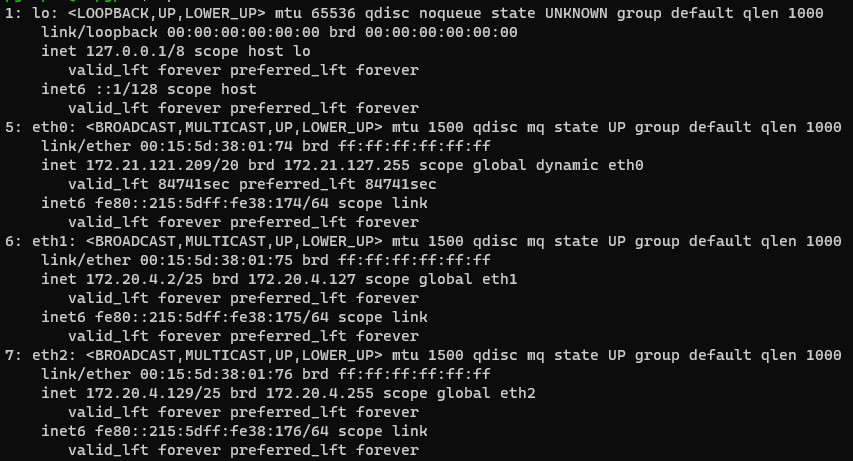 1: lo: <LOOPBACK,UP,LOWER_UP> mtu 65536 qdisc noqueue state UNKNOWN group default qlen 1000
link/loopback 00:00:00:00:00:00 brd 00:00:00:00:00:00
inet 127.0.0.1/8 scope host lo
valid_lft forever preferred_lft forever
inet6 ::1/128 scope host
valid_lft forever preferred_lft forever
5: eth0: <BROADCAST,MULTICAST,UP,LOWER_UP> mtu 1500 qdisc mq state UP group default qlen 1000
link/ether 00:15:5d:38:01:74 brd ff:ff:ff:ff:ff:ff
inet 172.21.121.209/20 brd 172.21.127.255 scope global dynamic eth0
valid_lft 84741sec preferred_lft 84741sec
inet6 fe80::215:5dff:fe38:174/64 scope link
valid_lft forever preferred_lft forever
6: eth1: <BROADCAST,MULTICAST,UP,LOWER_UP> mtu 1500 qdisc mq state UP group default qlen 1000
link/ether 00:15:5d:38:01:75 brd ff:ff:ff:ff:ff:ff
inet 172.20.4.2/25 brd 172.20.4.127 scope global eth1
valid_lft forever preferred_lft forever
inet6 fe80::215:5dff:fe38:175/64 scope link
valid_lft forever preferred_lft forever
7: eth2: <BROADCAST,MULTICAST,UP,LOWER_UP> mtu 1500 qdisc mq state UP group default qlen 1000
link/ether 00:15:5d:38:01:76 brd ff:ff:ff:ff:ff:ff
inet 172.20.4.129/25 brd 172.20.4.255 scope global eth2
valid_lft forever preferred_lft forever
inet6 fe80::215:5dff:fe38:176/64 scope link
valid_lft forever preferred_lft forever